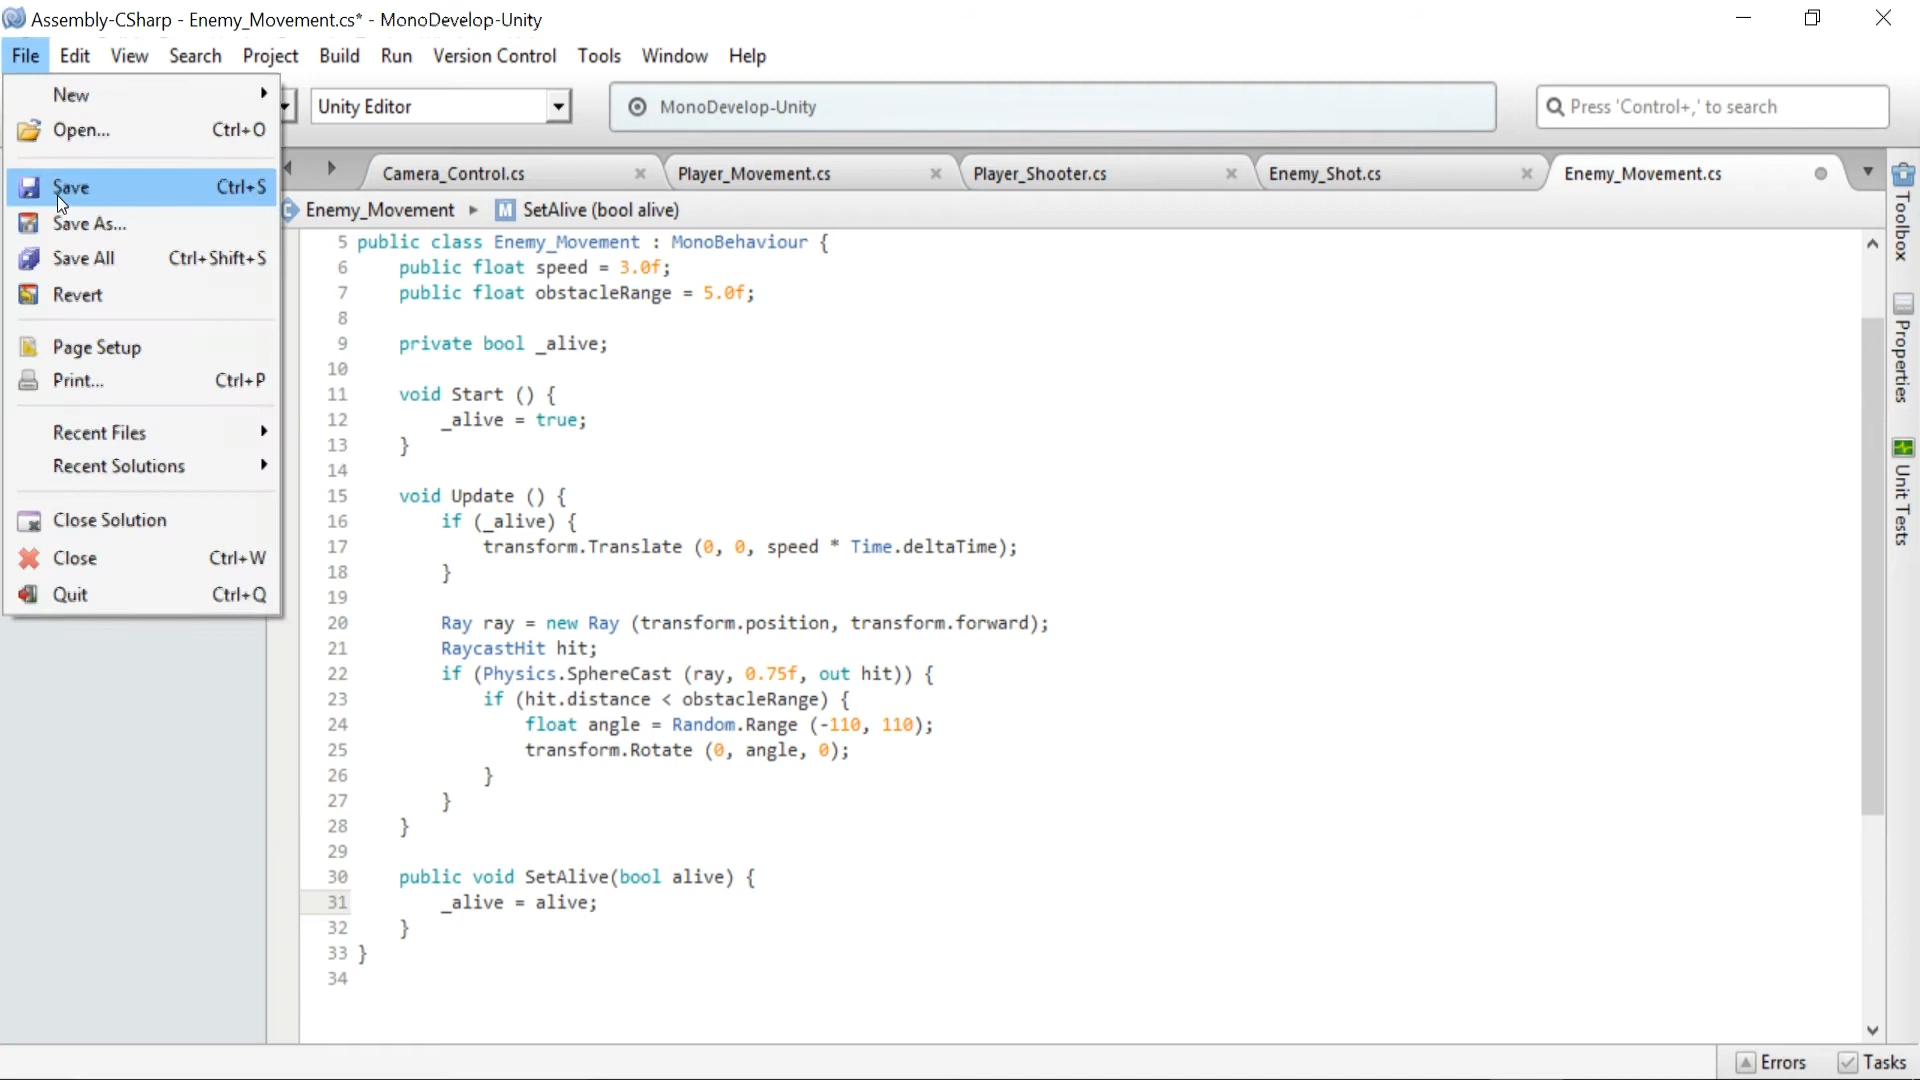 Assembly-CSharp - Enemy_Movement.cs* - MonoDevelop-Unity
File Edit View Search Project Build Run Version Control Tools Window Help
New
Open... Ctrl+O
Save Ctrl+S
Save As...
Save All Ctrl+Shift+S
Revert
Page Setup
Print... Ctrl+P
Recent Files
Recent Solutions
Close Solution
Close Ctrl+W
Quit Ctrl+Q
Unity Editor
MonoDevelop-Unity
Press 'Control+,' to search
Camera_Control.cs Player_Movement.cs Player_Shooter.cs Enemy_Shot.cs Enemy_Movement.cs
Enemy_Movement M SetAlive (bool alive)
5 public class Enemy_Movement : MonoBehaviour {
6 public float speed = 3.0f;
7 public float obstacleRange = 5.0f;
8
9 private bool _alive;
10
11 void Start () {
12 _alive = true;
13 }
14
15 void Update () {
16 if (_alive) {
17 transform.Translate (0, 0, speed * Time.deltaTime);
18 }
19
20 Ray ray = new Ray (transform.position, transform.forward);
21 RaycastHit hit;
22 if (Physics.SphereCast (ray, 0.75f, out hit)) {
23 if (hit.distance < obstacleRange) {
24 float angle = Random.Range (-110, 110);
25 transform.Rotate (0, angle, 0);
26 }
27 }
28 }
29
30 public void SetAlive(bool alive) {
31 _alive = alive;
32 }
33 }
34
Toolbox
Properties
Unit Tests
Errors Tasks